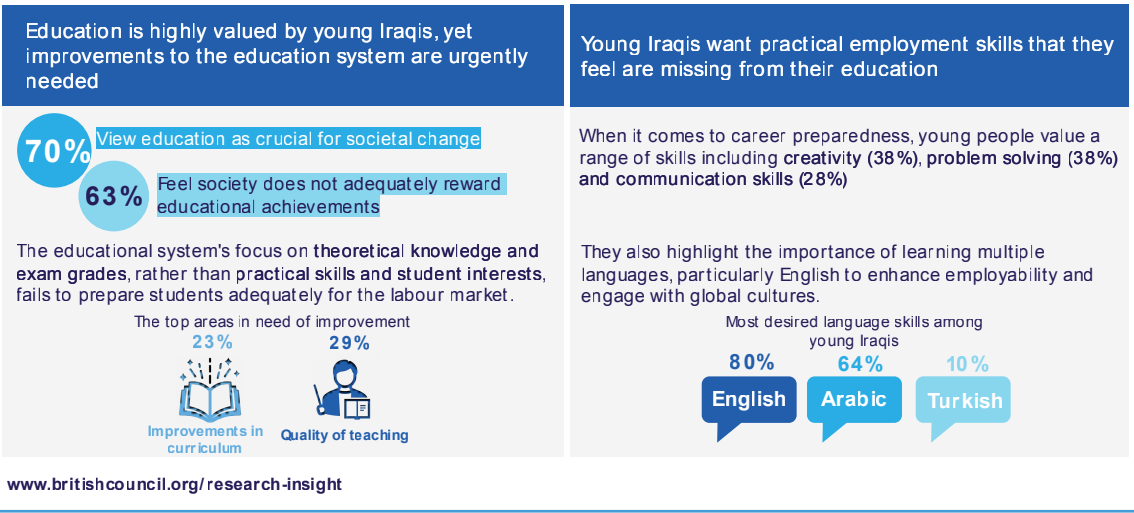 Education is highly valued by young Iraqis, yet
improvements to the education system are urgently
needed
70%
View education as crucial for societal change
63%
Feel society does not adequately reward
educational achievements
The educational system's focus on theoretical knowledge and
exam grades, rather than practical skills and student interests,
fails to prepare students adequately for the labour market.
The top areas in need of improvement
23%
29%
Improvements in
curriculum
Quality of teaching
Young Iraqis want practical employment skills that they
feel are missing from their education
When it comes to career preparedness, young people value a
range of skills including creativity (38%), problem solving (38%)
and communication skills (28%)
They also highlight the importance of learning multiple
languages, particularly English to enhance employability and
engage with global cultures.
Most desired language skills among
young Iraqis
80%
64%
10%
English
Arabic
Turkish
www.britishcouncil.org/research-insight